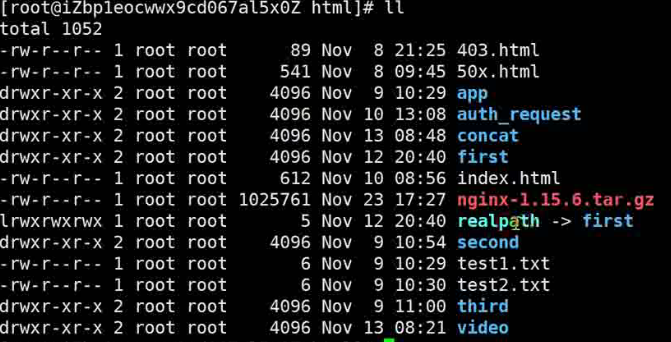 [root@iZbp1eocwwx9cd067al5x0Z html]# ll
total 1052
-rw-r--r-- 1 root root      89 Nov  8 21:25 403.html
-rw-r--r-- 1 root root     541 Nov  8 09:45 50x.html
drwxr-xr-x 2 root root    4096 Nov  9 10:29 app
drwxr-xr-x 2 root root    4096 Nov 10 13:08 auth_request
drwxr-xr-x 2 root root    4096 Nov 13 08:48 concat
drwxr-xr-x 2 root root    4096 Nov 12 20:40 first
-rw-r--r-- 1 root root     612 Nov 10 08:56 index.html
-rw-r--r-- 1 root root 1025761 Nov 23 17:27 nginx-1.15.6.tar.gz
lrwxrwxrwx 1 root root       5 Nov 12 20:40 realpath -> first
drwxr-xr-x 2 root root    4096 Nov  9 10:54 second
-rw-r--r-- 1 root root       6 Nov  9 10:29 test1.txt
-rw-r--r-- 1 root root       6 Nov  9 10:30 test2.txt
drwxr-xr-x 2 root root    4096 Nov  9 11:00 third
drwxr-xr-x 2 root root    4096 Nov 13 08:21 video